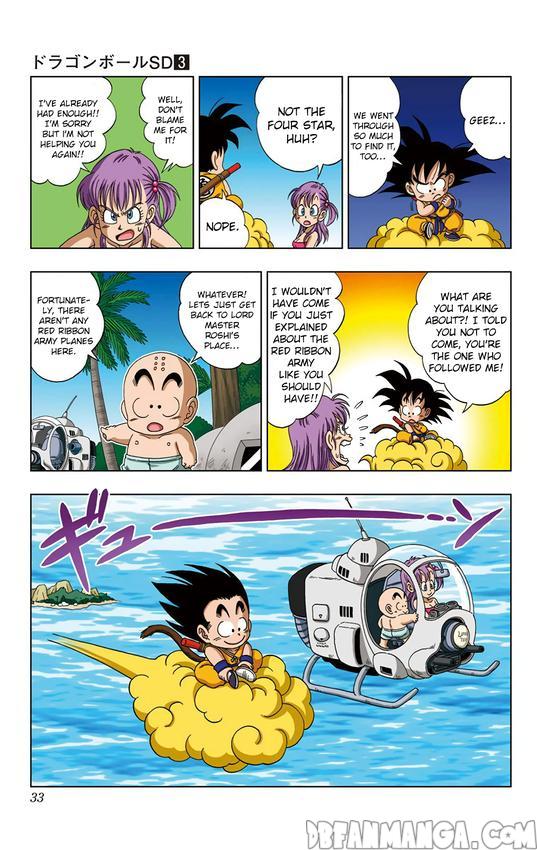 ドラゴンボールSD3
GEEZ...
WE WENT
THROUGH
SO MUCH
TO FIND IT,
TOO...
NOT THE
FOUR STAR,
HUH?
NOPE.
WELL,
DON'T
BLAME
ME FOR
IT!
I'VE ALREADY
HAD ENOUGH!!
I'M SORRY
BUT I'M NOT
HELPING YOU
AGAIN!!
WHAT ARE
YOU TALKING
ABOUT?! I TOLD
YOU NOT TO
COME, YOU'RE
THE ONE WHO
FOLLOWED ME!
I WOULDN'T
HAVE COME
IF YOU JUST
EXPLAINED
ABOUT THE
RED RIBBON
ARMY
LIKE YOU
SHOULD
HAVE!!
WHATEVER!
LETS JUST GET
BACK TO LORD
MASTER
ROSHI'S
PLACE...
FORTUNATE-
LY, THERE
AREN'T ANY
RED RIBBON
ARMY PLANES
HERE.
ギューーン
33
DBFANMANGA.COM